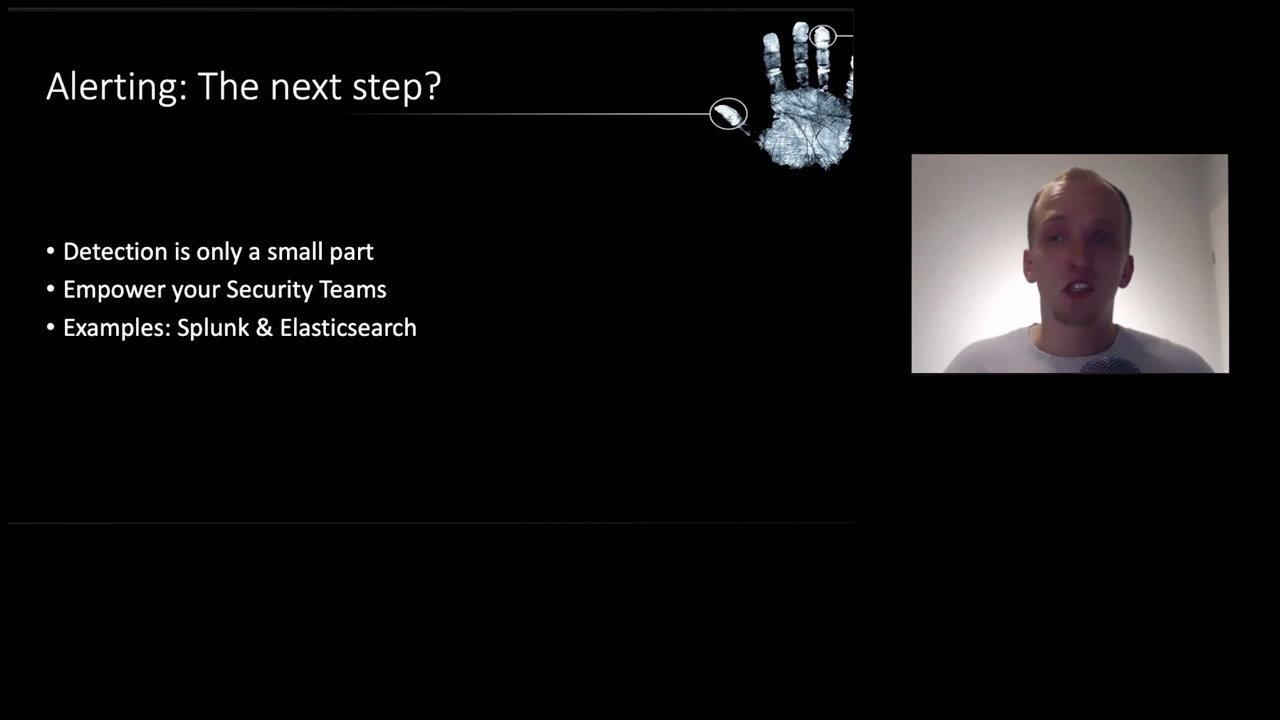 Alerting: The next step?
• Detection is only a small part
• Empower your Security Teams
• Examples: Splunk & Elasticsearch